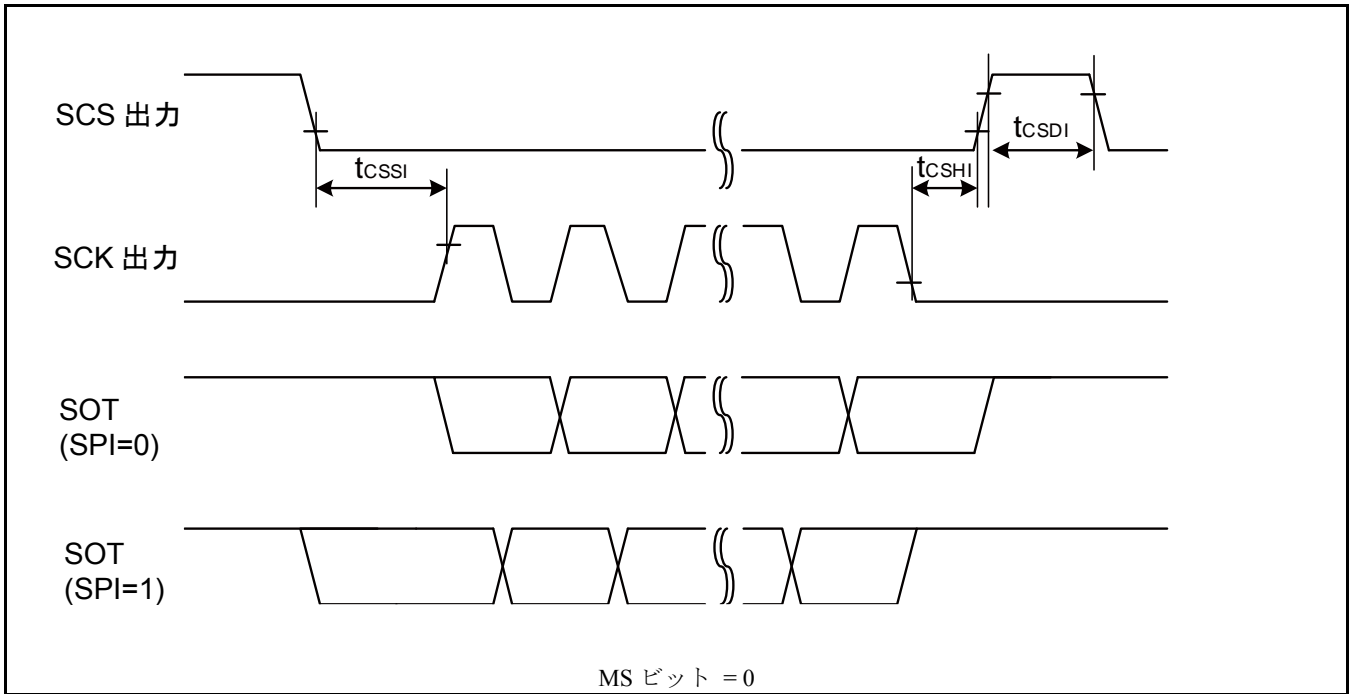 SCS 出力
tCSDI
tCSSI
tCSHI
SCK 出力
SOT
(SPI=0)
SOT
(SPI=1)
MS ビット = 0